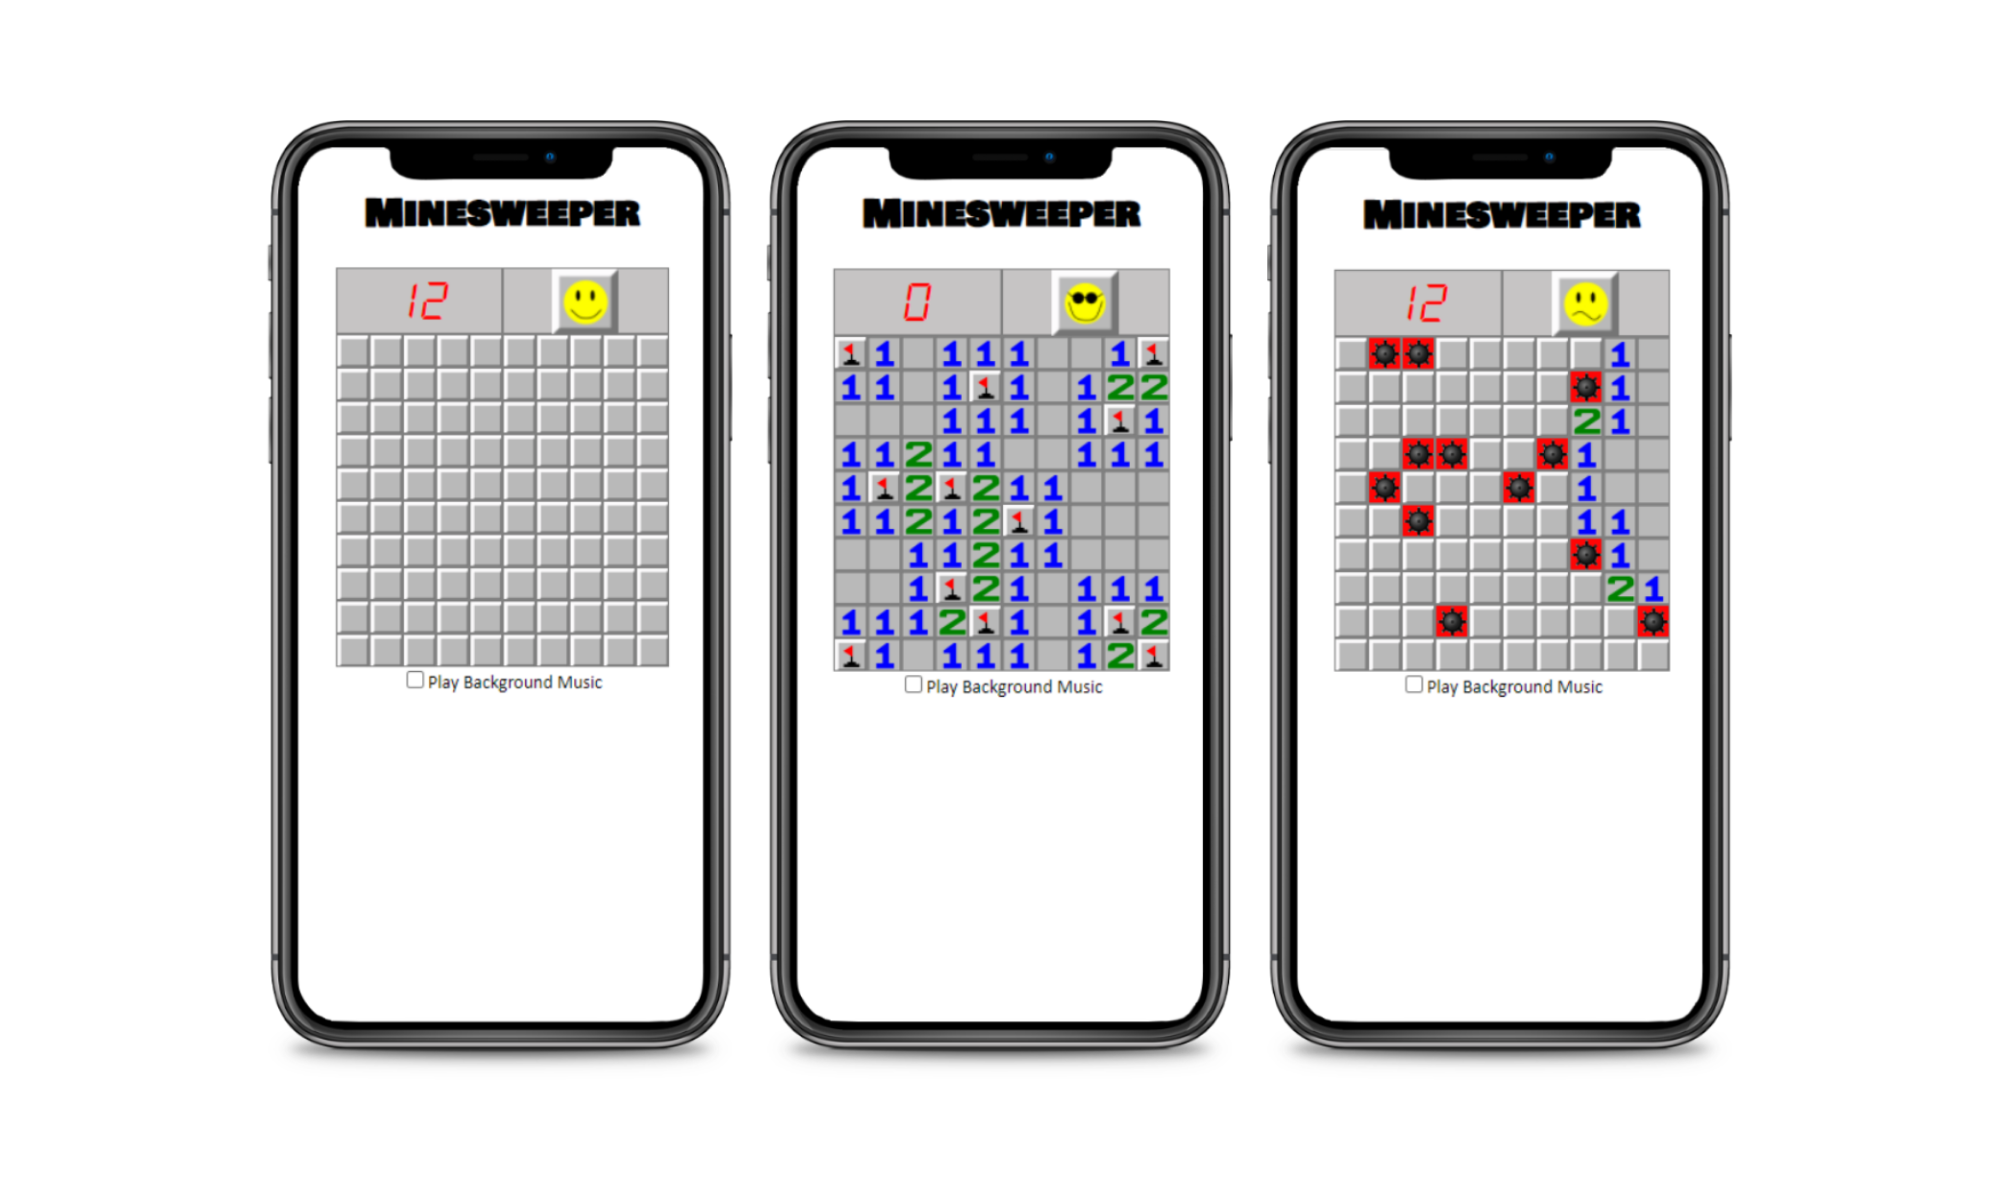 MINESWEEPER
12
Play Background Music
MINESWEEPER
0
1 1 1 1 1
1 1 1 1 1 2 2
1 1 1 1 1
1 1 2 1 1 1 1 1
1 2 2 1 1
1 1 2 1 2 1
1 1 2 1 1
1 2 1 1 1 1
1 1 1 2 1 1 2
1 1 1 1 1 2
Play Background Music
MINESWEEPER
12
1
1
2 1
1
1
1 1
1
2 1
Play Background Music